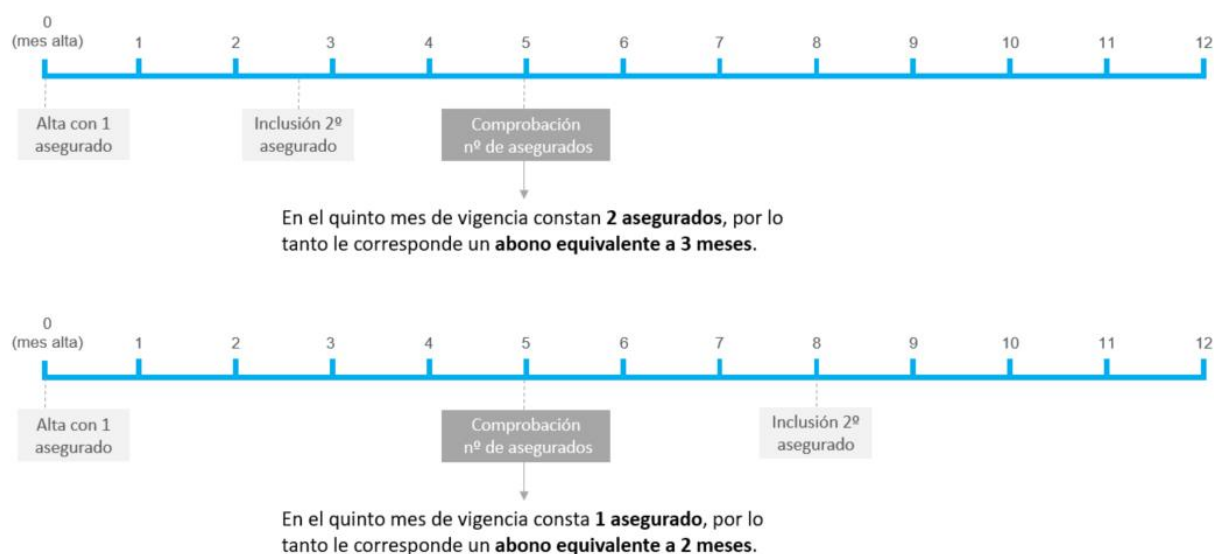 0
(mes alta) 1 2 3 4 5 6 7 8 9 10 11 12
Alta con 1
asegurado
Inclusión 2º
asegurado
Comprobación
nº de asegurados
En el quinto mes de vigencia constan 2 asegurados, por lo
tanto le corresponde un abono equivalente a 3 meses.
0
(mes alta) 1 2 3 4 5 6 7 8 9 10 11 12
Alta con 1
asegurado
Comprobación
nº de asegurados
Inclusión 2º
asegurado
En el quinto mes de vigencia consta 1 asegurado, por lo
tanto le corresponde un abono equivalente a 2 meses.